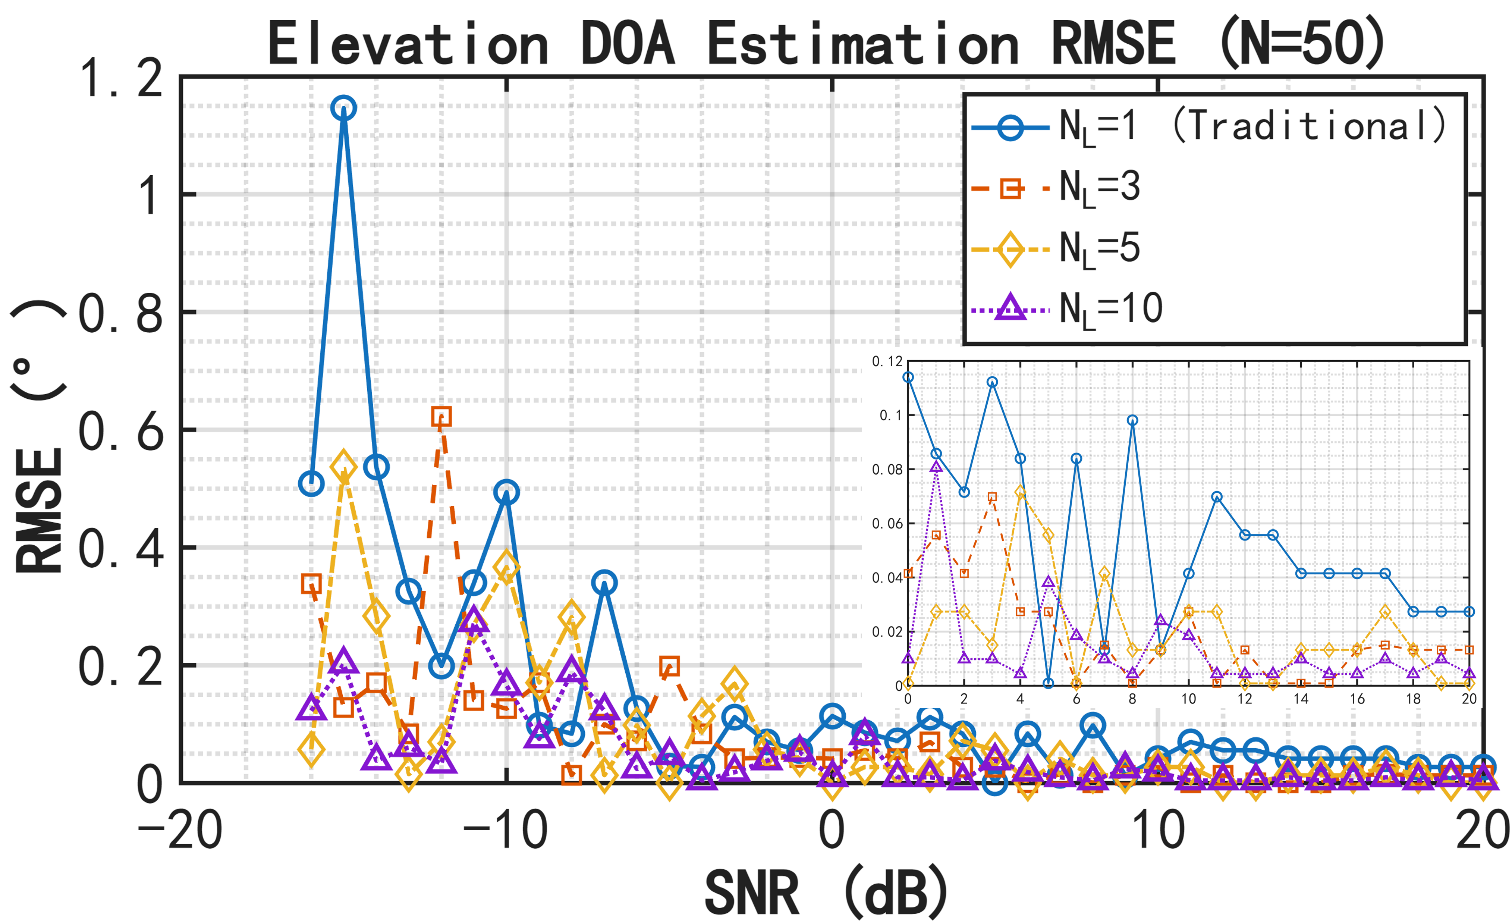 Elevation DOA Estimation RMSE (N=50)
1.2
1
0.8
0.6
0.4
0.2
0
RMSE (°)
N_L=1 (Traditional)
N_L=3
N_L=5
N_L=10
0.12
0.1
0.08
0.06
0.04
0.02
0
0 2 4 6 8 10 12 14 16 18 20
-20 -10 0 10 20
SNR (dB)